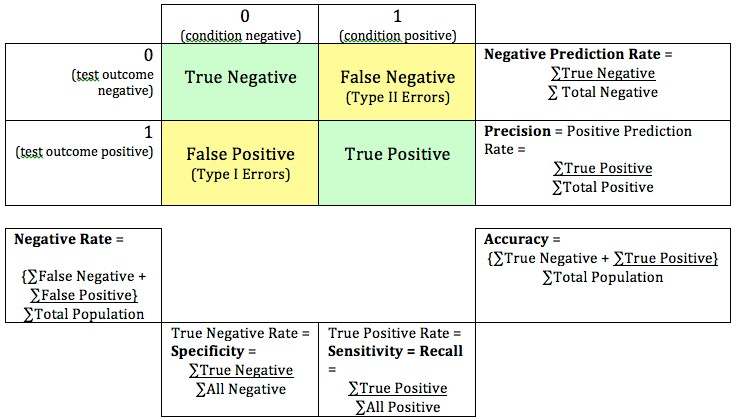 0
(condition negative)
1
(condition positive)
0
(test outcome
negative)
True Negative
False Negative
(Type II Errors)
Negative Prediction Rate =
∑True Negative
∑ Total Negative
1
(test outcome positive)
False Positive
(Type I Errors)
True Positive
Precision = Positive Prediction
Rate =
∑True Positive
∑Total Positive
Negative Rate =
{∑False Negative +
∑False Positive}
∑Total Population
Accuracy =
{∑True Negative + ∑True Positive}
∑Total Population
True Negative Rate =
Specificity =
∑True Negative
∑All Negative
True Positive Rate =
Sensitivity = Recall
=
∑True Positive
∑All Positive